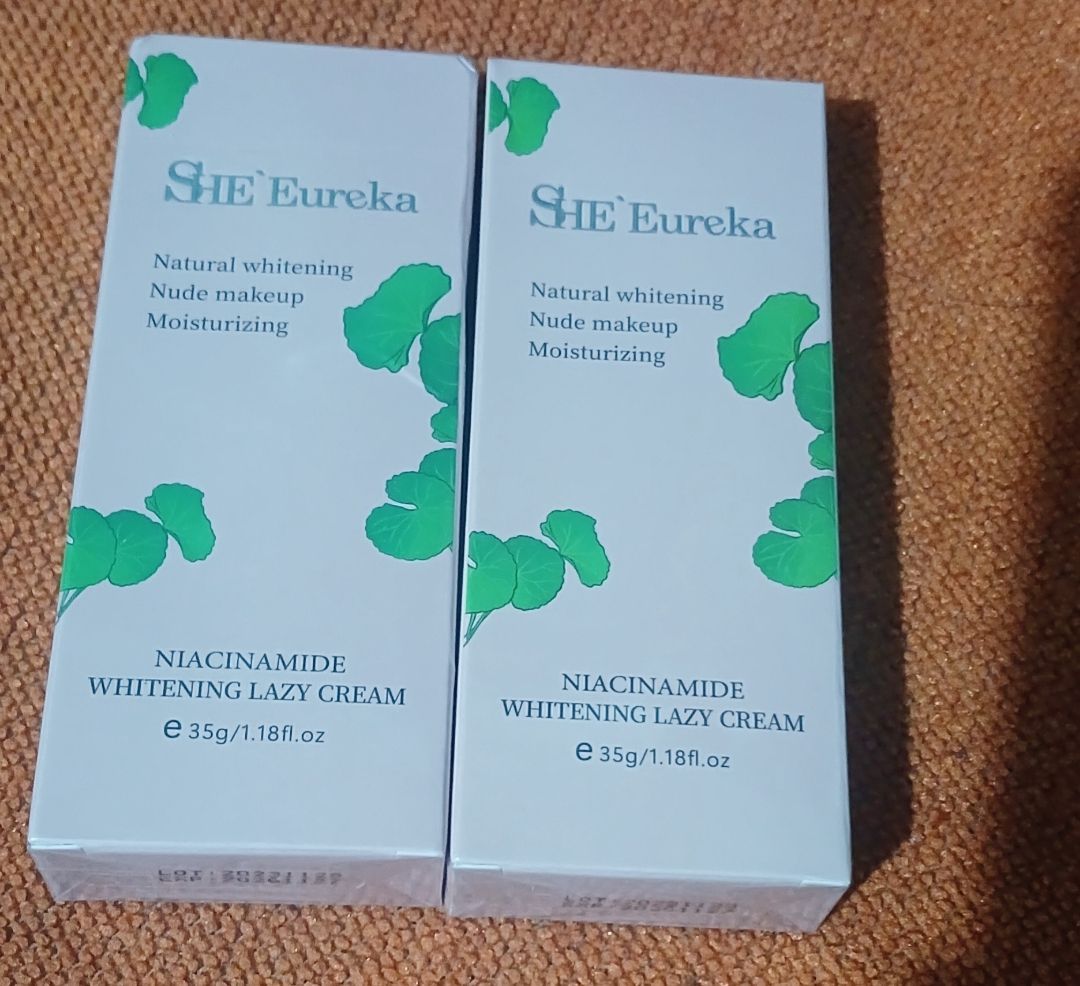 SHE`Eureka
Natural whitening
Nude makeup
Moisturizing
NIACINAMIDE
WHITENING LAZY CREAM
e 35g/1.18fl.oz
SHE`Eureka
Natural whitening
Nude makeup
Moisturizing
NIACINAMIDE
WHITENING LAZY CREAM
e 35g/1.18fl.oz